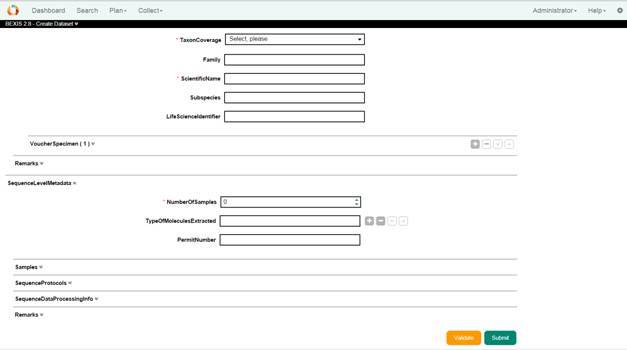 Dashboard Search Plan Collect Administrator Help
BEXIS 2.8 - Create Dataset
* TaxonCoverage Select, please
Family
* ScientificName
Subspecies
LifeScienceIdentifier
VoucherSpecimen ( 1 )
Remarks
SequenceLevelMetadata
* NumberOfSamples 0
TypeOfMoleculesExtracted
PermitNumber
Samples
SequenceProtocols
SequenceDataProcessingInfo
Remarks
Validate Submit